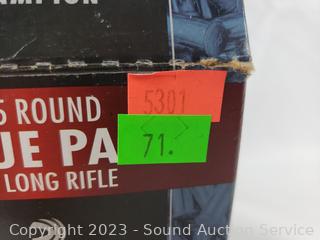 5 ROUND
5301
UE PA
71.
LONG RIFLE
Copyright 2023 - Sound Auction Service